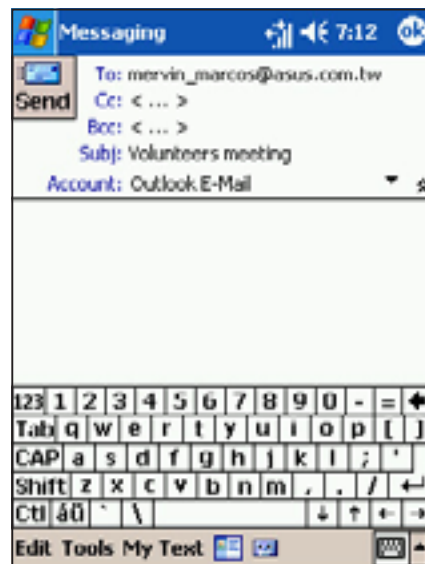 Messaging 7:12 ok
Send
To: mervin_marcos@asus.com.tw
Cc: < ... >
Bcc: < ... >
Subj: Volunteers meeting
Account: Outlook E-Mail
123 1 2 3 4 5 6 7 8 9 0 - = ←
Tab q w e r t y u i o p [ ]
CAP a s d f g h j k l ; '
Shift z x c v b n m , . / ↵
Ctl áü ` \ ↓ ↑ ← →
Edit Tools My Text